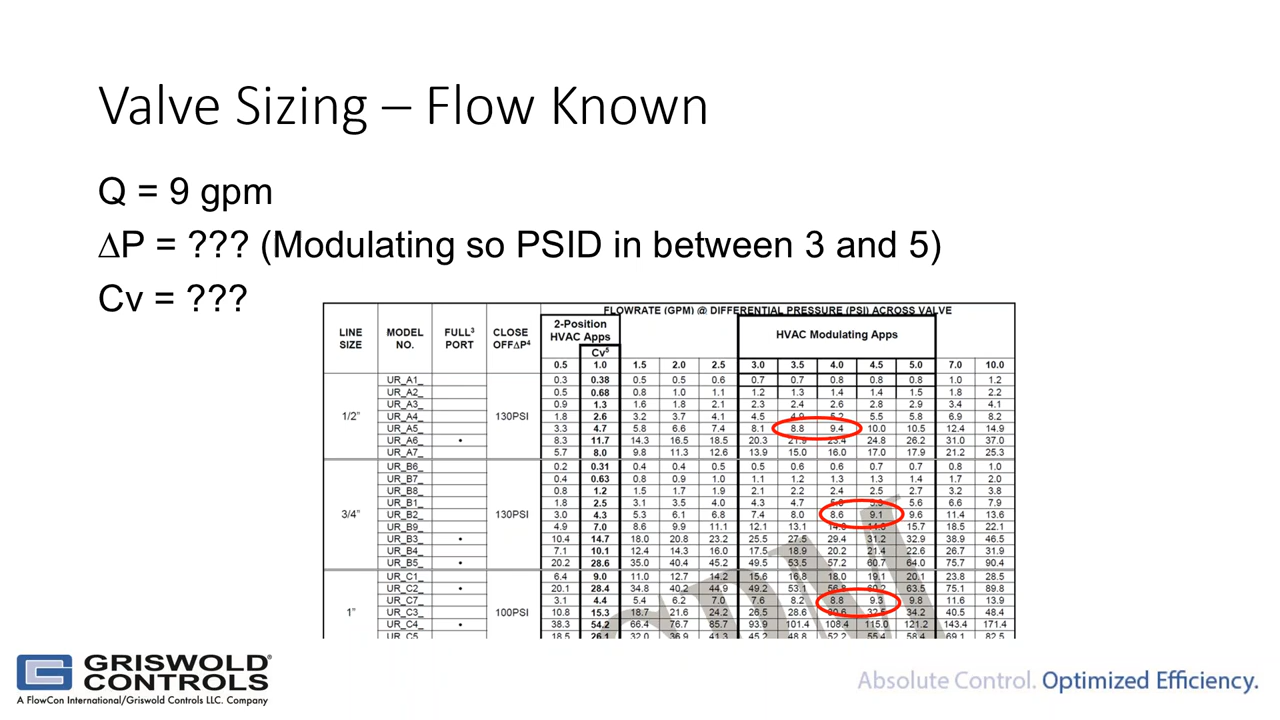 Valve Sizing – Flow Known
Q = 9 gpm
∆P = ??? (Modulating so PSID in between 3 and 5)
Cv = ???
FLOWRATE (GPM) @ DIFFERENTIAL PRESSURE (PSI) ACROSS VALVE
LINE SIZE MODEL NO. FULL³ PORT CLOSE OFF∆P⁴ 2-Position HVAC Apps HVAC Modulating Apps
Cv⁵
0.5 1.0 1.5 2.0 2.5 3.0 3.5 4.0 4.5 5.0 7.0 10.0
1/2” 130PSI
UR_A1_ 0.3 0.38 0.5 0.5 0.6 0.7 0.7 0.8 0.8 0.8 1.0 1.2
UR_A2_ 0.5 0.68 0.8 1.0 1.1 1.2 1.3 1.4 1.4 1.5 1.8 2.2
UR_A3_ 0.9 1.3 1.6 1.8 2.1 2.3 2.4 2.6 2.8 2.9 3.4 4.1
UR_A4_ 1.8 2.6 3.2 3.7 4.1 4.5 5.5 5.8 6.9 8.2
UR_A5_ 3.3 4.7 5.8 6.6 7.4 8.1 8.8 9.4 10.0 10.5 12.4 14.9
UR_A6_ • 8.3 11.7 14.3 16.5 18.5 20.3 24.8 26.2 31.0 37.0
UR_A7_ 5.7 8.0 9.8 11.3 12.6 13.9 15.0 16.0 17.0 17.9 21.2 25.3
3/4” 130PSI
UR_B6_ 0.2 0.31 0.4 0.4 0.5 0.5 0.6 0.6 0.7 0.7 0.8 1.0
UR_B7_ 0.4 0.63 0.8 0.9 1.0 1.1 1.2 1.3 1.3 1.4 1.7 2.0
UR_B8_ 0.8 1.2 1.5 1.7 1.9 2.1 2.2 2.4 2.5 2.7 3.2 3.8
UR_B1_ 1.8 2.5 3.1 3.5 4.0 4.3 4.7 5.6 6.6 7.9
UR_B2_ 3.0 4.3 5.3 6.1 6.8 7.4 8.0 8.6 9.1 9.6 11.4 13.6
UR_B9_ 4.9 7.0 8.6 9.9 11.1 12.1 13.1 15.7 18.5 22.1
UR_B3_ • 10.4 14.7 18.0 20.8 23.2 25.5 27.5 29.4 31.2 32.9 38.9 46.5
UR_B4_ 7.1 10.1 12.4 14.3 16.0 17.5 18.9 20.2 21.4 22.6 26.7 31.9
UR_B5_ • 20.2 28.6 35.0 40.4 45.2 49.5 53.5 57.2 60.7 64.0 75.7 90.4
1” 100PSI
UR_C1_ 6.4 9.0 11.0 12.7 14.2 15.6 16.8 18.0 19.1 20.1 23.8 28.5
UR_C2_ • 20.1 28.4 34.8 40.2 44.9 49.2 53.1 63.5 75.1 89.8
UR_C7_ 3.1 4.4 5.4 6.2 7.0 7.6 8.2 8.8 9.3 9.8 11.6 13.9
UR_C3_ 10.8 15.3 18.7 21.6 24.2 26.5 28.6 34.2 40.5 48.4
UR_C4_ • 38.3 54.2 66.4 76.7 85.7 93.9 101.4 108.4 115.0 121.2 143.4 171.4
UR_C5_ 18.5 26.1 32.0 36.9 41.3 45.2 48.8 52.2 55.4 58.4 69.1 82.5
GRISWOLD®
CONTROLS
A FlowCon International/Griswold Controls LLC. Company
Absolute Control. Optimized Efficiency.